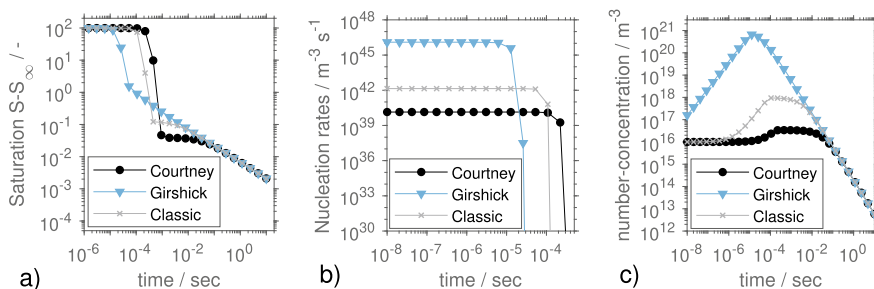 Saturation S-S∞ / -
10^2
10^1
10^0
10^-1
10^-2
10^-3
10^-4
Courtney
Girshick
Classic
10^-6 10^-4 10^-2 10^0
time / sec
a)
Nucleation rates / m^-3 s^-1
10^48
10^45
10^42
10^39
10^36
10^33
10^30
Courtney
Girshick
Classic
10^-8 10^-7 10^-6 10^-5 10^-4
time / sec
b)
number-concentration / m^-3
10^21
10^20
10^19
10^18
10^17
10^16
10^15
10^14
10^13
10^12
Courtney
Girshick
Classic
10^-8 10^-6 10^-4 10^-2 10^0
time / sec
c)